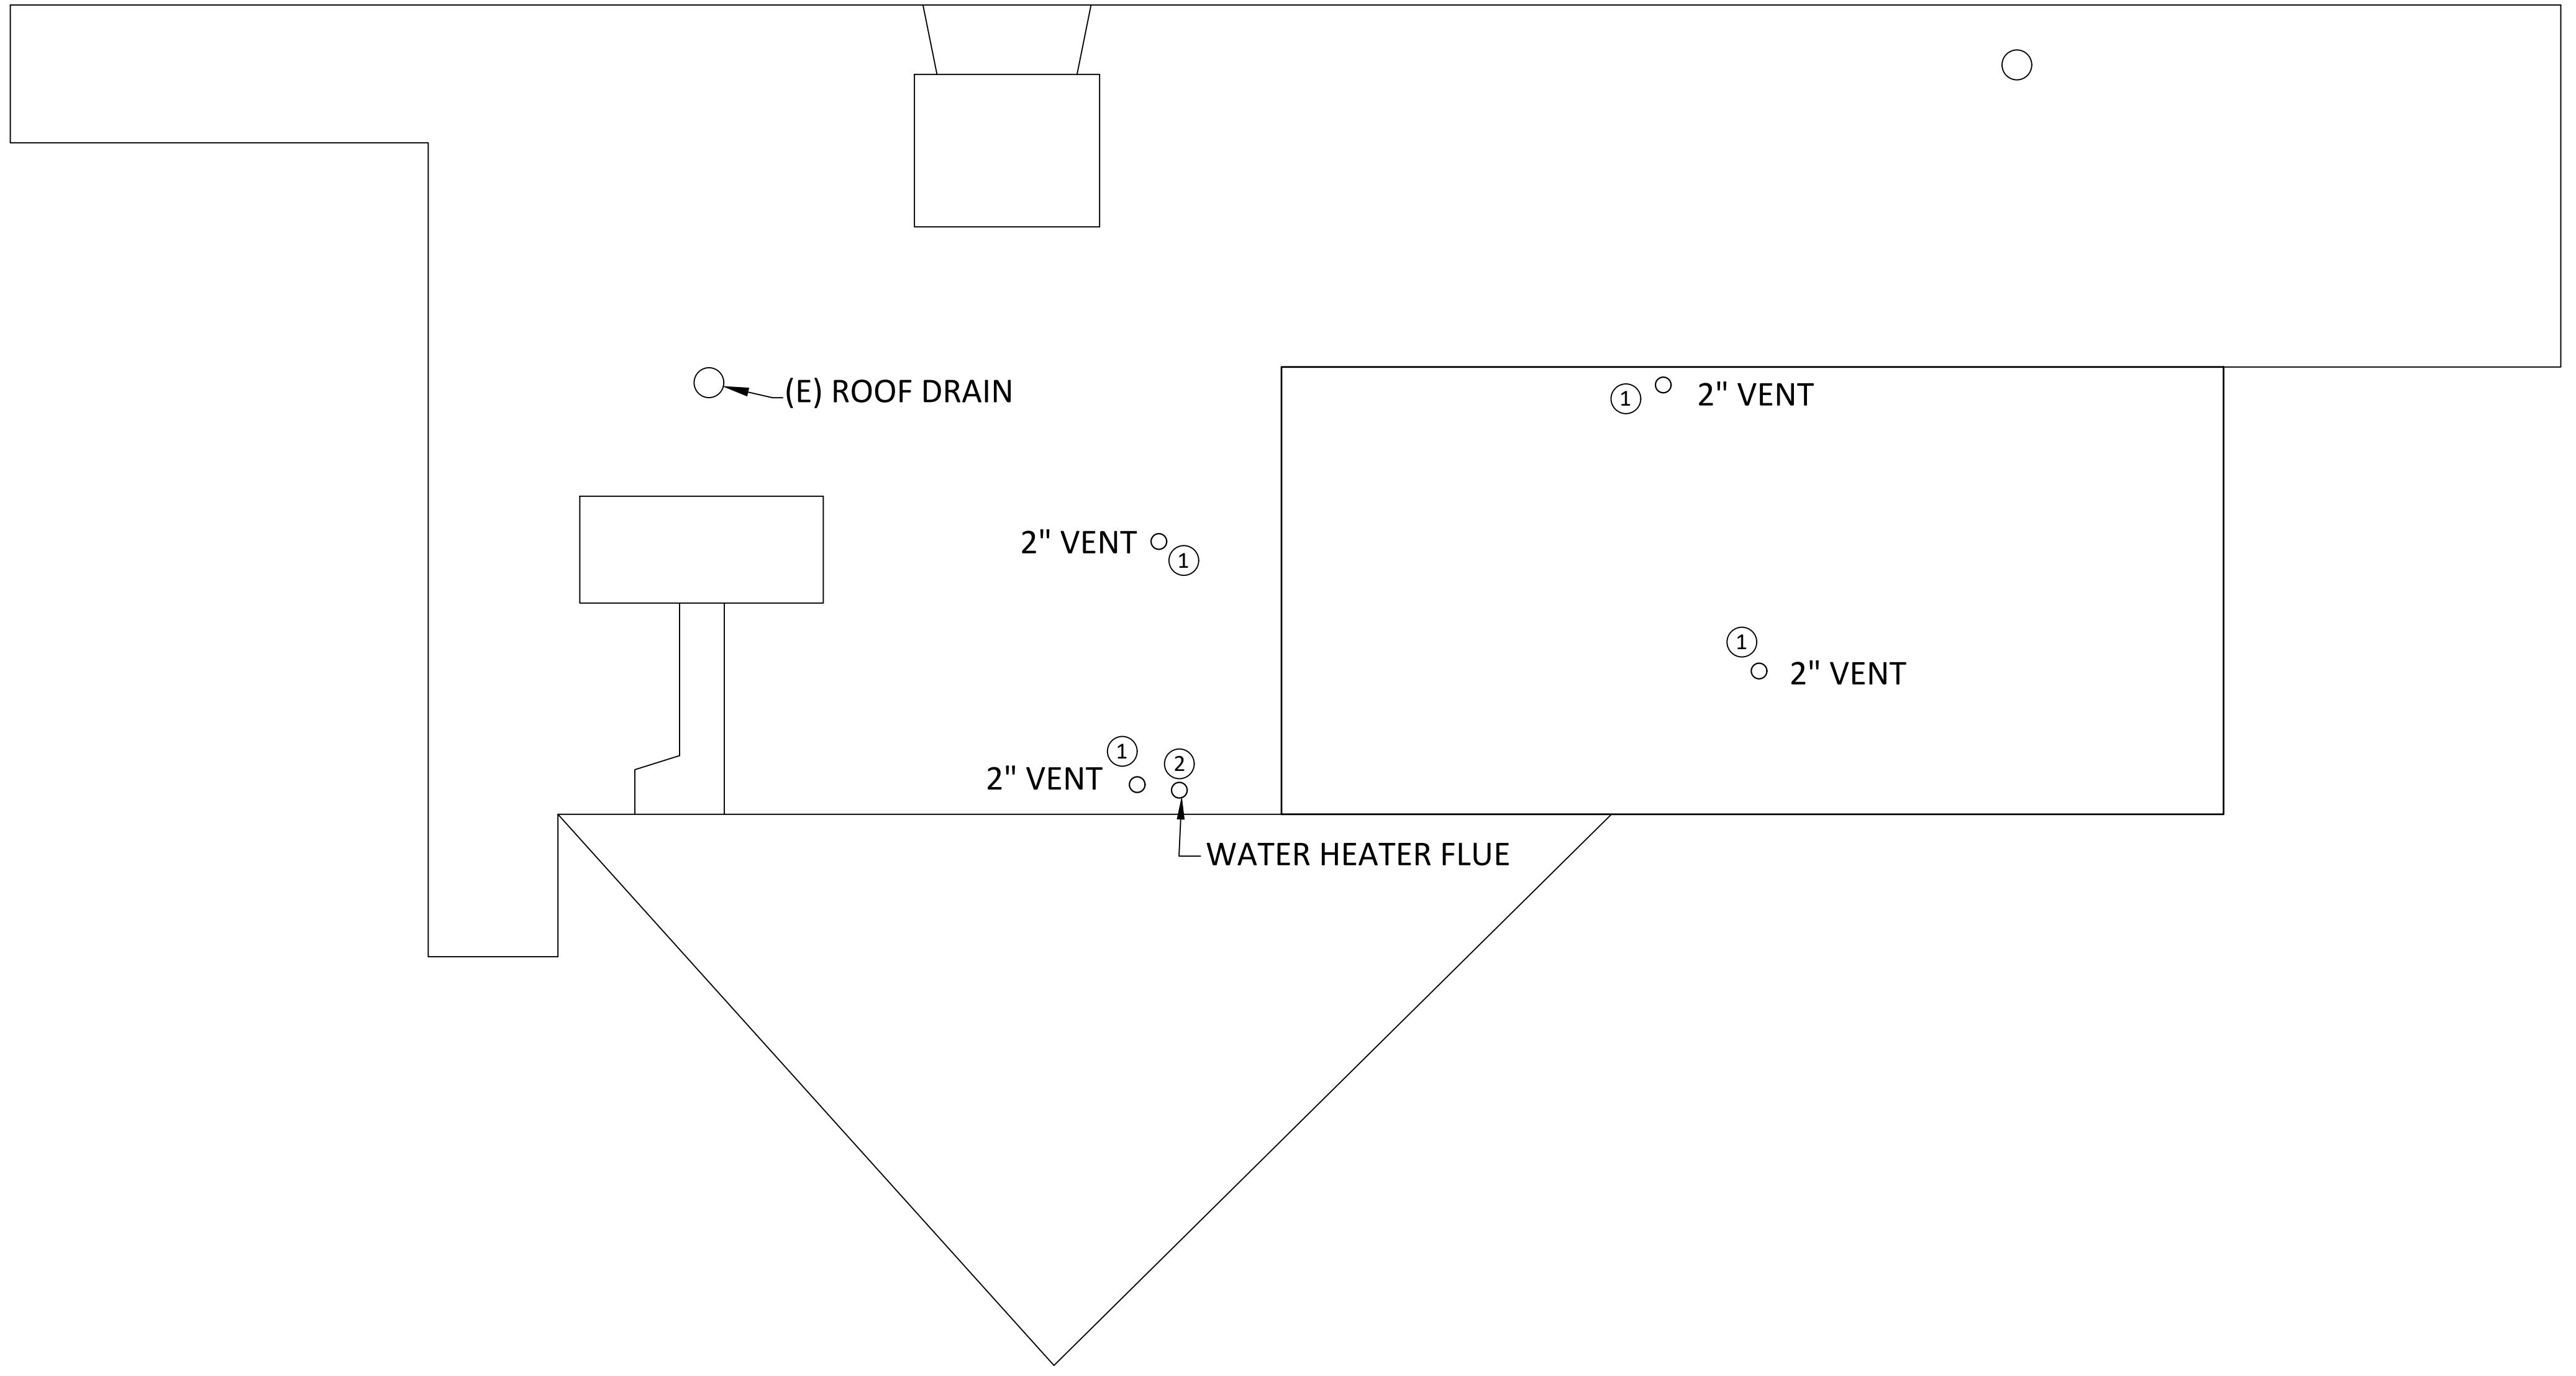 (E) ROOF DRAIN
1
2" VENT
2" VENT
1
1
2" VENT
1
2
2" VENT
WATER HEATER FLUE